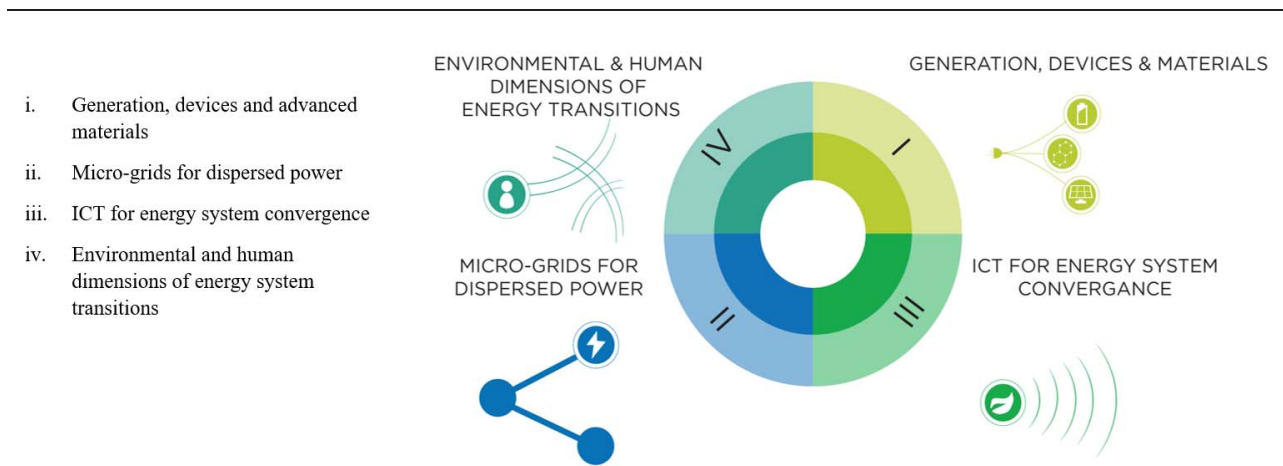 i. Generation, devices and advanced
materials
ii. Micro-grids for dispersed power
iii. ICT for energy system convergence
iv. Environmental and human
dimensions of energy system
transitions
ENVIRONMENTAL & HUMAN
DIMENSIONS OF
ENERGY TRANSITIONS
GENERATION, DEVICES & MATERIALS
IV
I
MICRO-GRIDS FOR
DISPERSED POWER
ICT FOR ENERGY SYSTEM
CONVERGANCE
II
III